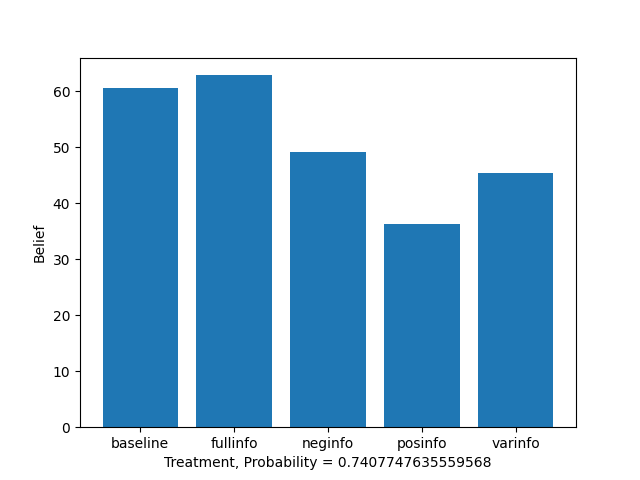 60
50
40
30
20
10
0
Belief
baseline fullinfo neginfo posinfo varinfo
Treatment, Probability = 0.7407747635559568